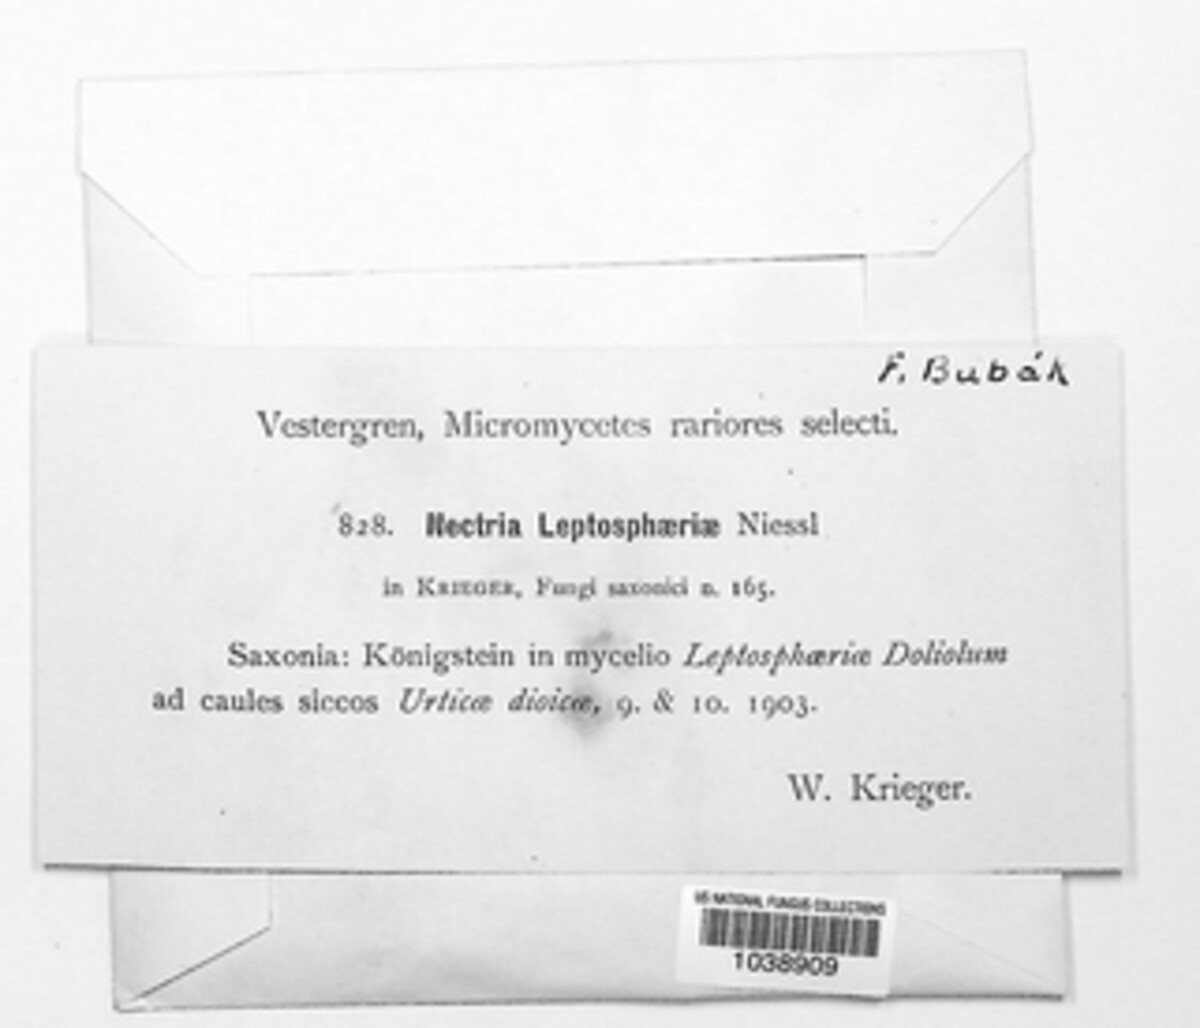 F. Bubák
Vestergren, Micromycetes rariores selecti.
828. Nectria Leptosphæriæ Niessl
in KRIEGER, Fungi saxonici n. 165.
Saxonia: Königstein in mycelio Leptosphæriæ Doliolum
ad caules siccos Urticæ dioicæ, 9. & 10. 1903.
W. Krieger.
US NATIONAL FUNGUS COLLECTIONS
1038909